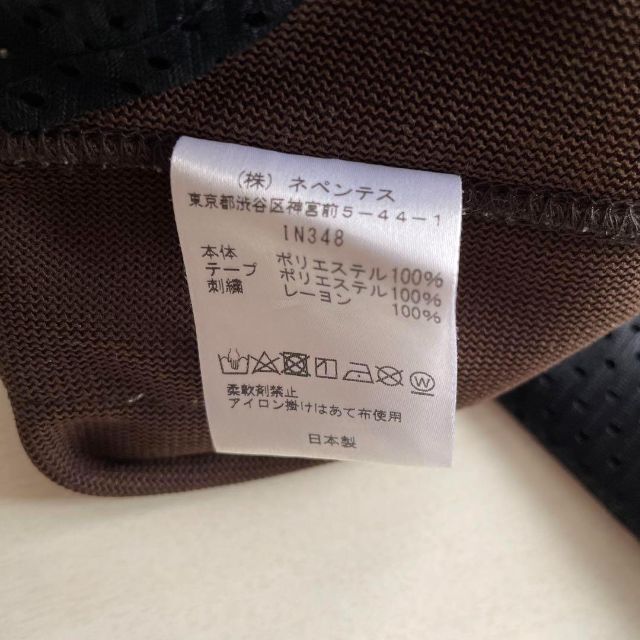 (株) ネペンテス
東京都渋谷区神宮前5-44-1
1N348
本体 ポリエステル100%
テープ ポリエステル100%
刺繍 レーヨン 100%
柔軟剤禁止
アイロン掛けはあて布使用
日本製